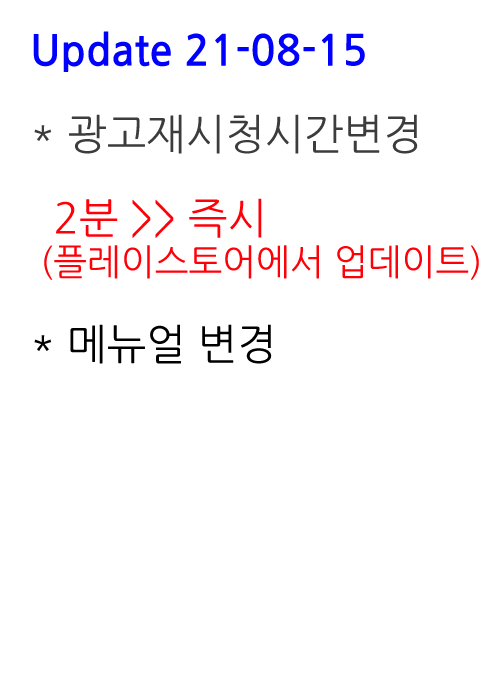 Update 21-08-15
* 광고재시청시간변경
2분 >> 즉시
(플레이스토어에서 업데이트)
* 메뉴얼 변경